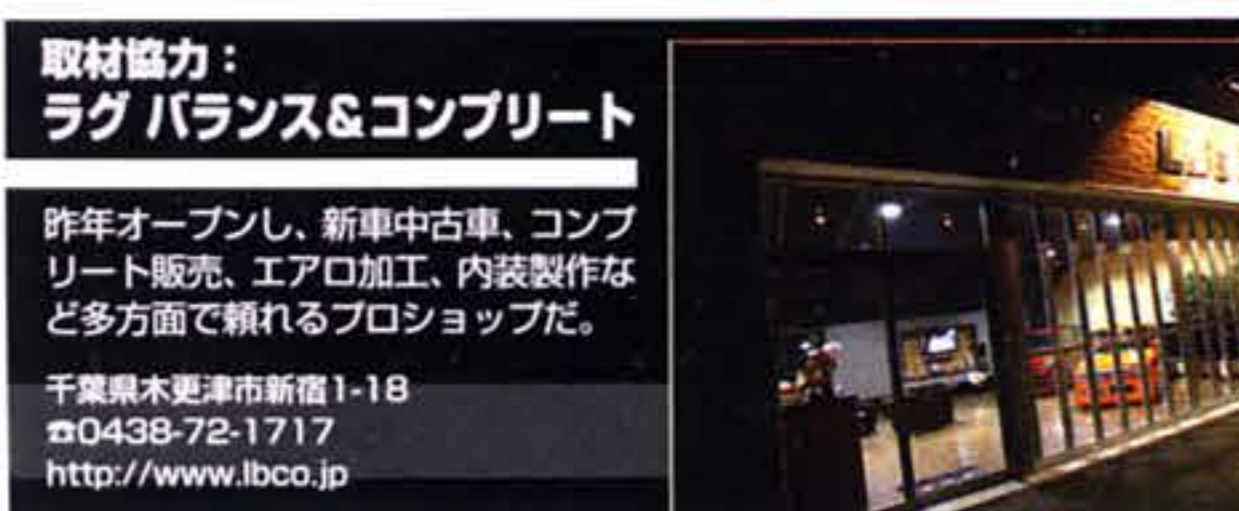 取材協力：
ラグ バランス&コンプリート
昨年オープンし、新車中古車、コンプ
リート販売、エアロ加工、内装製作な
ど多方面で頼れるプロショップだ。
千葉県木更津市新宿1-18
☎0438-72-1717
http://www.lbco.jp